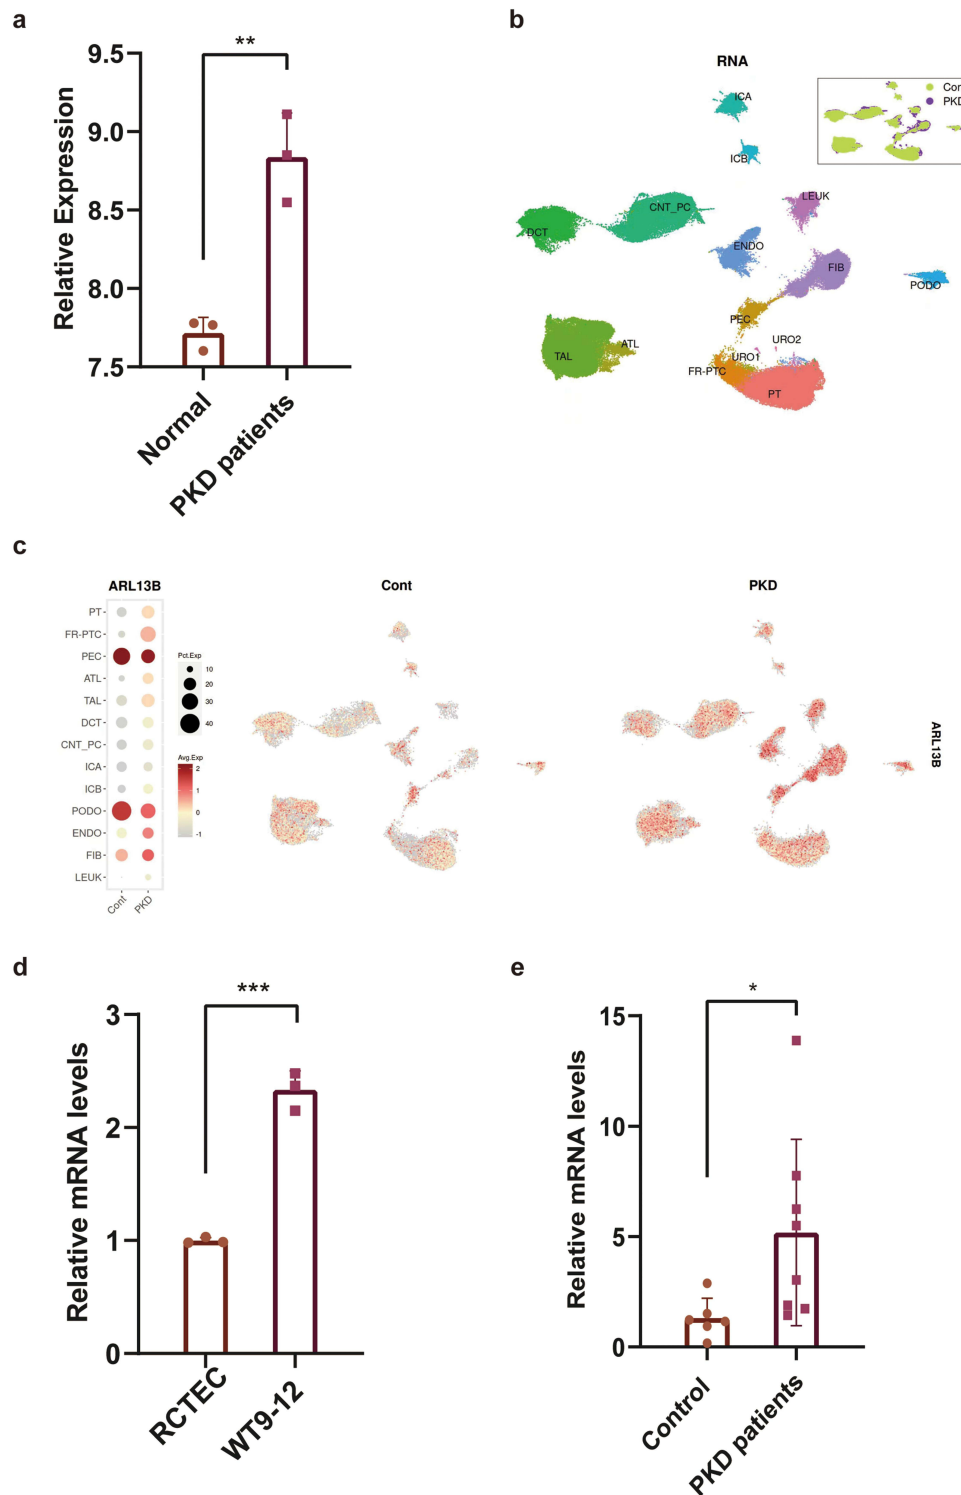 a
**
9.5
9.0
8.5
8.0
7.5
Relative Expression
Normal
PKD patients
b
RNA
Con
PKD
ICA
ICB
LEUK
CNT_PC
DCT
ENDO
FIB
PODO
PEC
URO2
ATL
TAL
URO1
FR-PTC
PT
c
ARL13B
Cont
PKD
PT
FR-PTC
PEC
ATL
TAL
DCT
CNT_PC
ICA
ICB
PODO
ENDO
FIB
LEUK
Cont
PKD
Pct.Exp
10
20
30
40
Avg.Exp
2
1
0
-1
ARL13B
d
***
3
2
1
0
Relative mRNA levels
RCTEC
WT9-12
e
*
15
10
5
0
Relative mRNA levels
Control
PKD patients